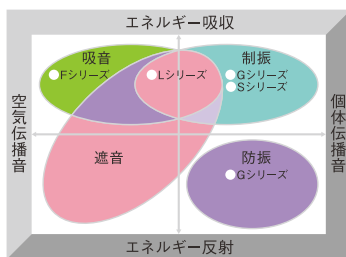 エネルギー吸収
吸音
Fシリーズ
Lシリーズ
制振
Gシリーズ
Sシリーズ
空気伝播音
個体伝播音
遮音
防振
Gシリーズ
エネルギー反射